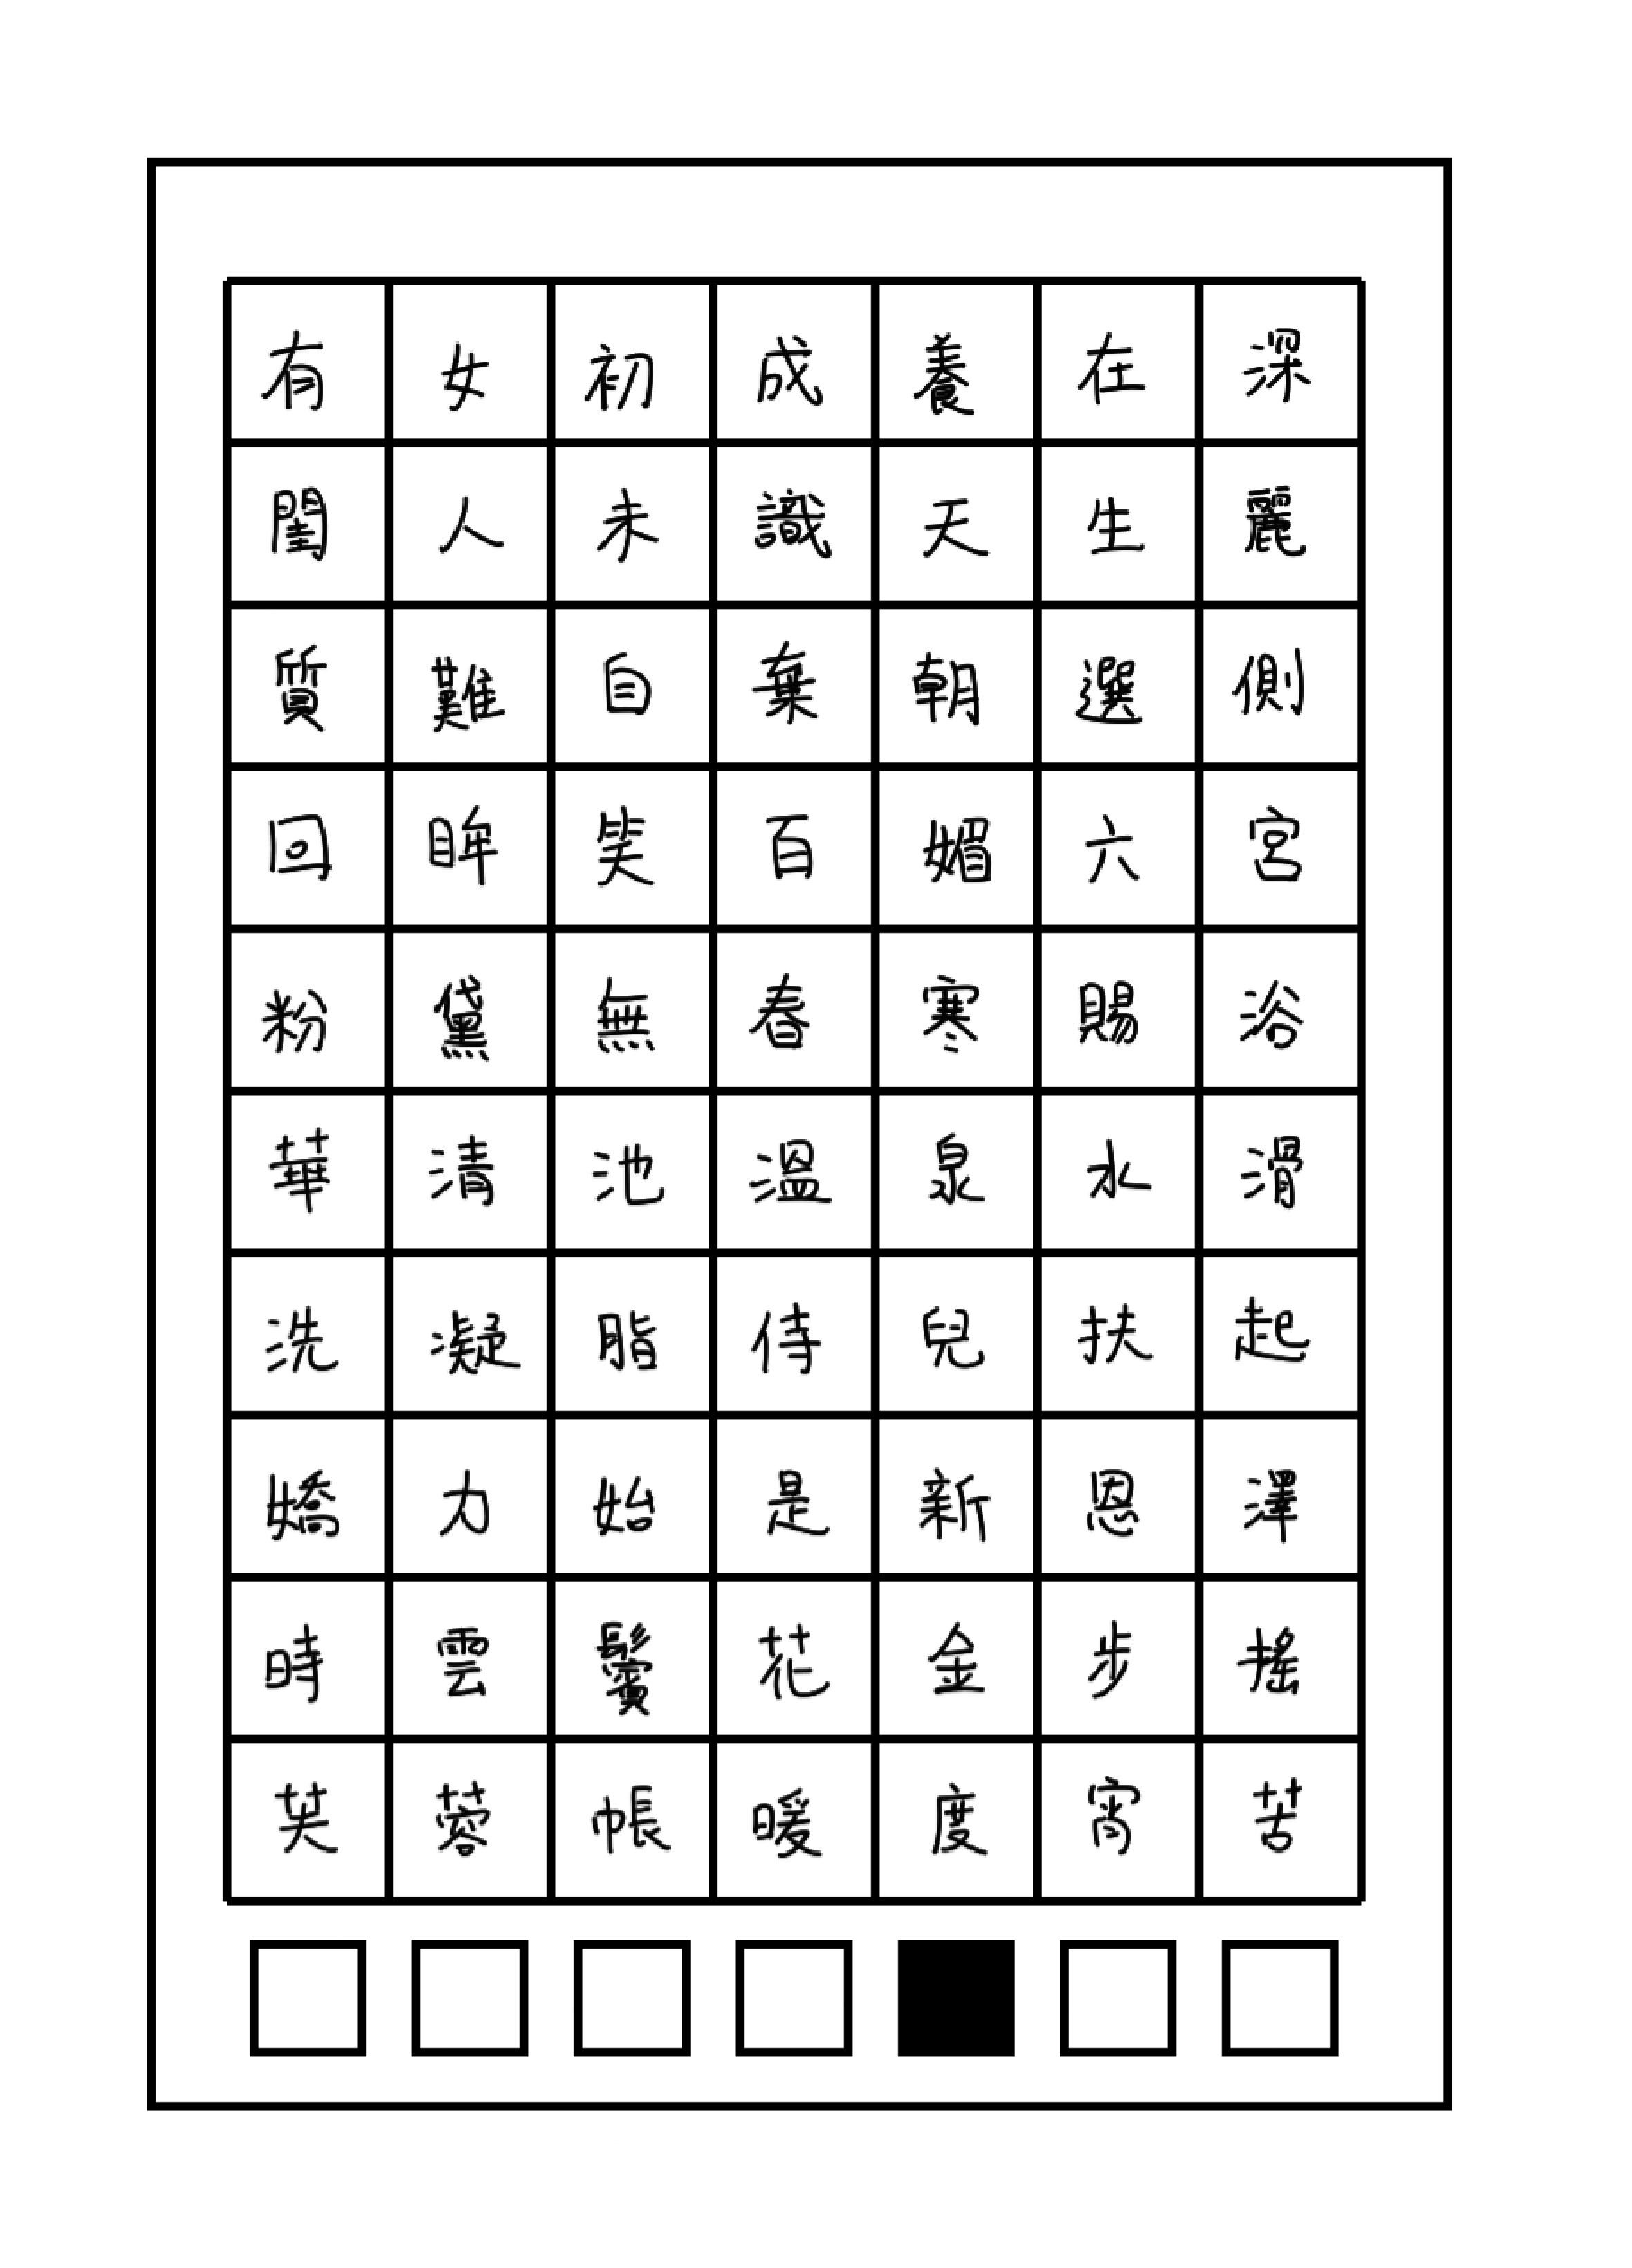 有女初成養在深
閨人未識天生麗
質難自棄朝選側
回眸笑百媚六宮
粉黛無春寒賜浴
華清池溫泉水滑
洗凝脂侍兒扶起
嬌力始是新恩澤
時雲鬢花金步搖
芙蓉帳暖度宵苦